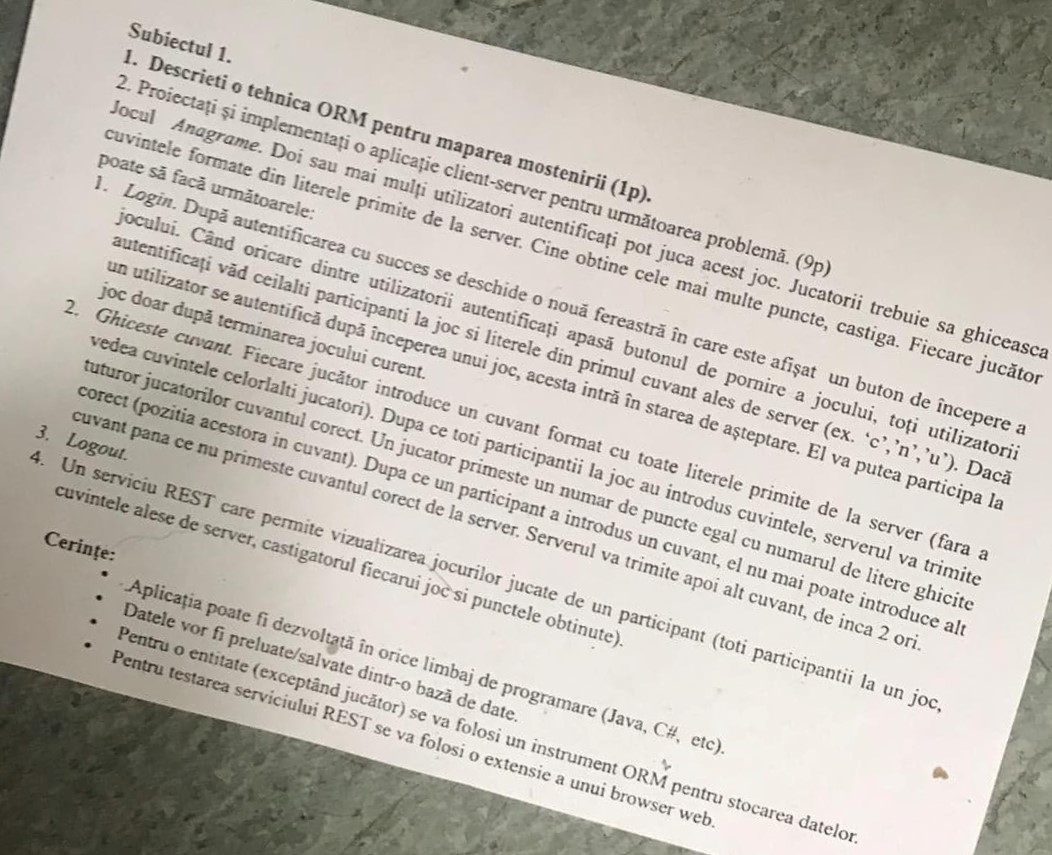 Subiectul 1.
1. Descrieti o tehnica ORM pentru maparea mostenirii (1p).
2. Proiectați și implementați o aplicație client-server pentru următoarea problemă. (9p)
Jocul Anagrame. Doi sau mai mulți utilizatori autentificați pot juca acest joc. Jucatorii trebuie sa ghiceasca
cuvintele formate din literele primite de la server. Cine obtine cele mai multe puncte, castiga. Fiecare jucător
poate să facă următoarele:
1. Login. După autentificarea cu succes se deschide o nouă fereastră în care este afișat un buton de începere a
jocului. Când oricare dintre utilizatorii autentificați apasă butonul de pornire a jocului, toți utilizatorii
autentificați văd ceilalti participanti la joc si literele din primul cuvant ales de server (ex. ‘c’,’n’,’u’). Dacă
un utilizator se autentifică după începerea unui joc, acesta intră în starea de așteptare. El va putea participa la
joc doar după terminarea jocului curent.
2. Ghiceste cuvant. Fiecare jucător introduce un cuvant format cu toate literele primite de la server (fara a
vedea cuvintele celorlalti jucatori). Dupa ce toti participantii la joc au introdus cuvintele, serverul va trimite
tuturor jucatorilor cuvantul corect. Un jucator primeste un numar de puncte egal cu numarul de litere ghicite
corect (pozitia acestora in cuvant). Dupa ce un participant a introdus un cuvant, el nu mai poate introduce alt
cuvant pana ce nu primeste cuvantul corect de la server. Serverul va trimite apoi alt cuvant, de inca 2 ori.
3. Logout.
4. Un serviciu REST care permite vizualizarea jocurilor jucate de un participant (toti participantii la un joc,
cuvintele alese de server, castigatorul fiecarui joc si punctele obtinute).
Cerințe:
• Aplicația poate fi dezvoltată în orice limbaj de programare (Java, C#, etc).
• Datele vor fi preluate/salvate dintr-o bază de date.
• Pentru o entitate (exceptând jucător) se va folosi un instrument ORM pentru stocarea datelor.
• Pentru testarea serviciului REST se va folosi o extensie a unui browser web.